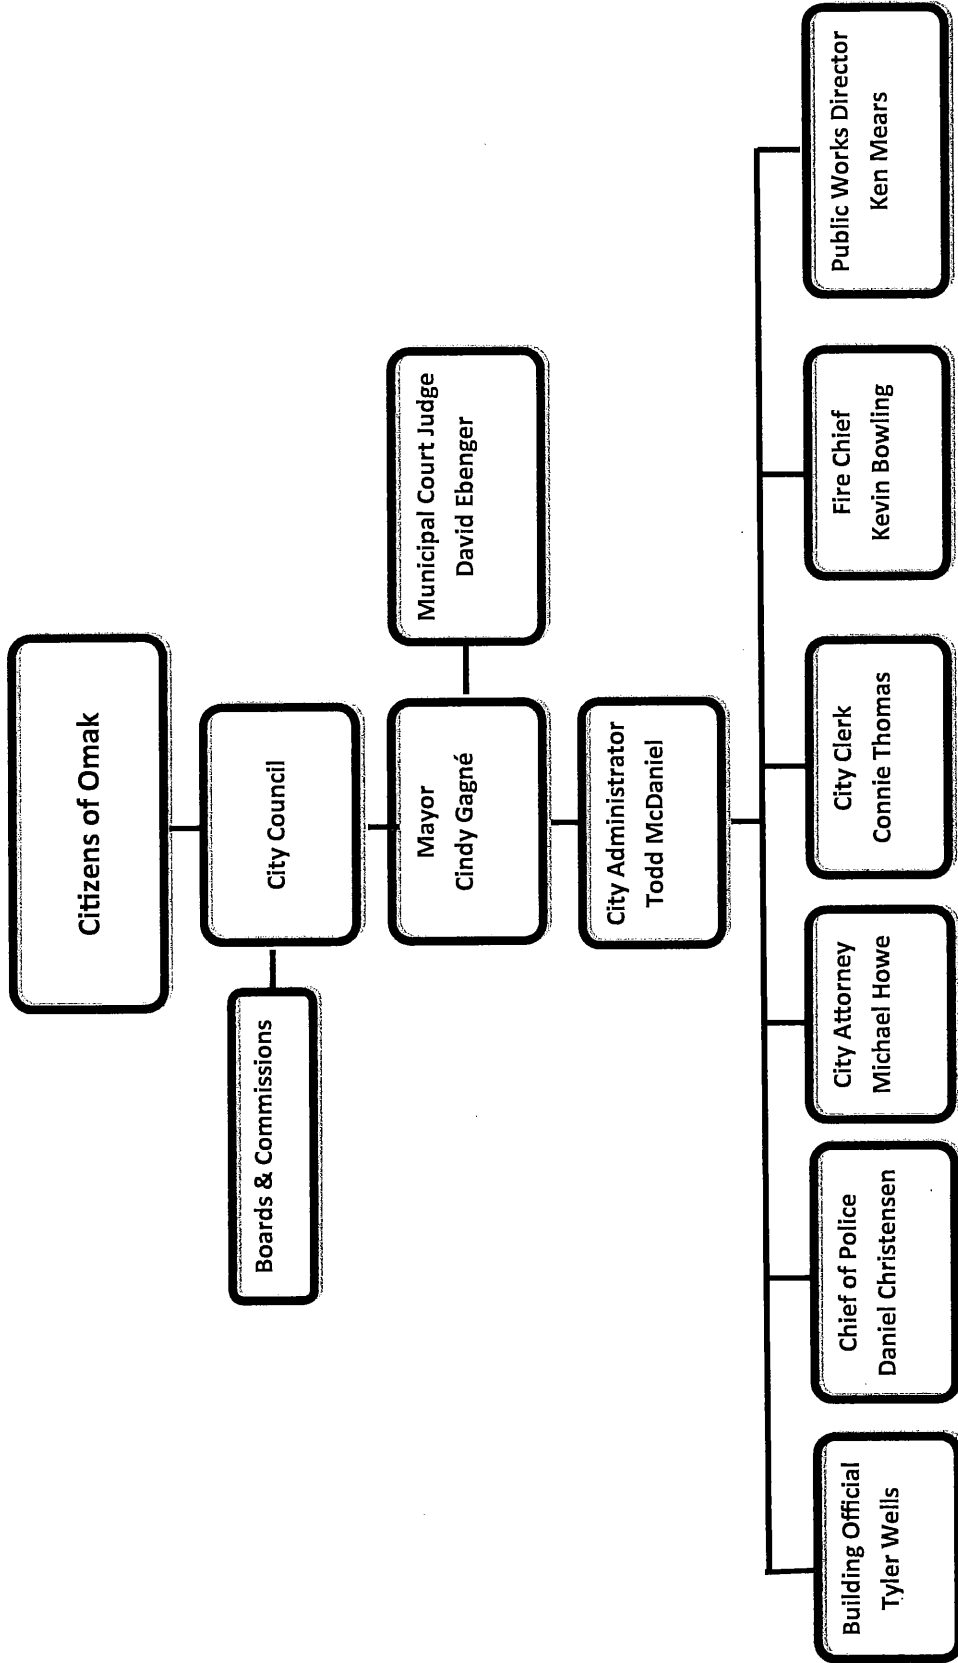 Citizens of Omak
City Council
Boards & Commissions
Mayor
Cindy Gagné
Municipal Court Judge
David Ebenger
City Administrator
Todd McDaniel
Building Official
Tyler Wells
Chief of Police
Daniel Christensen
City Attorney
Michael Howe
City Clerk
Connie Thomas
Fire Chief
Kevin Bowling
Public Works Director
Ken Mears